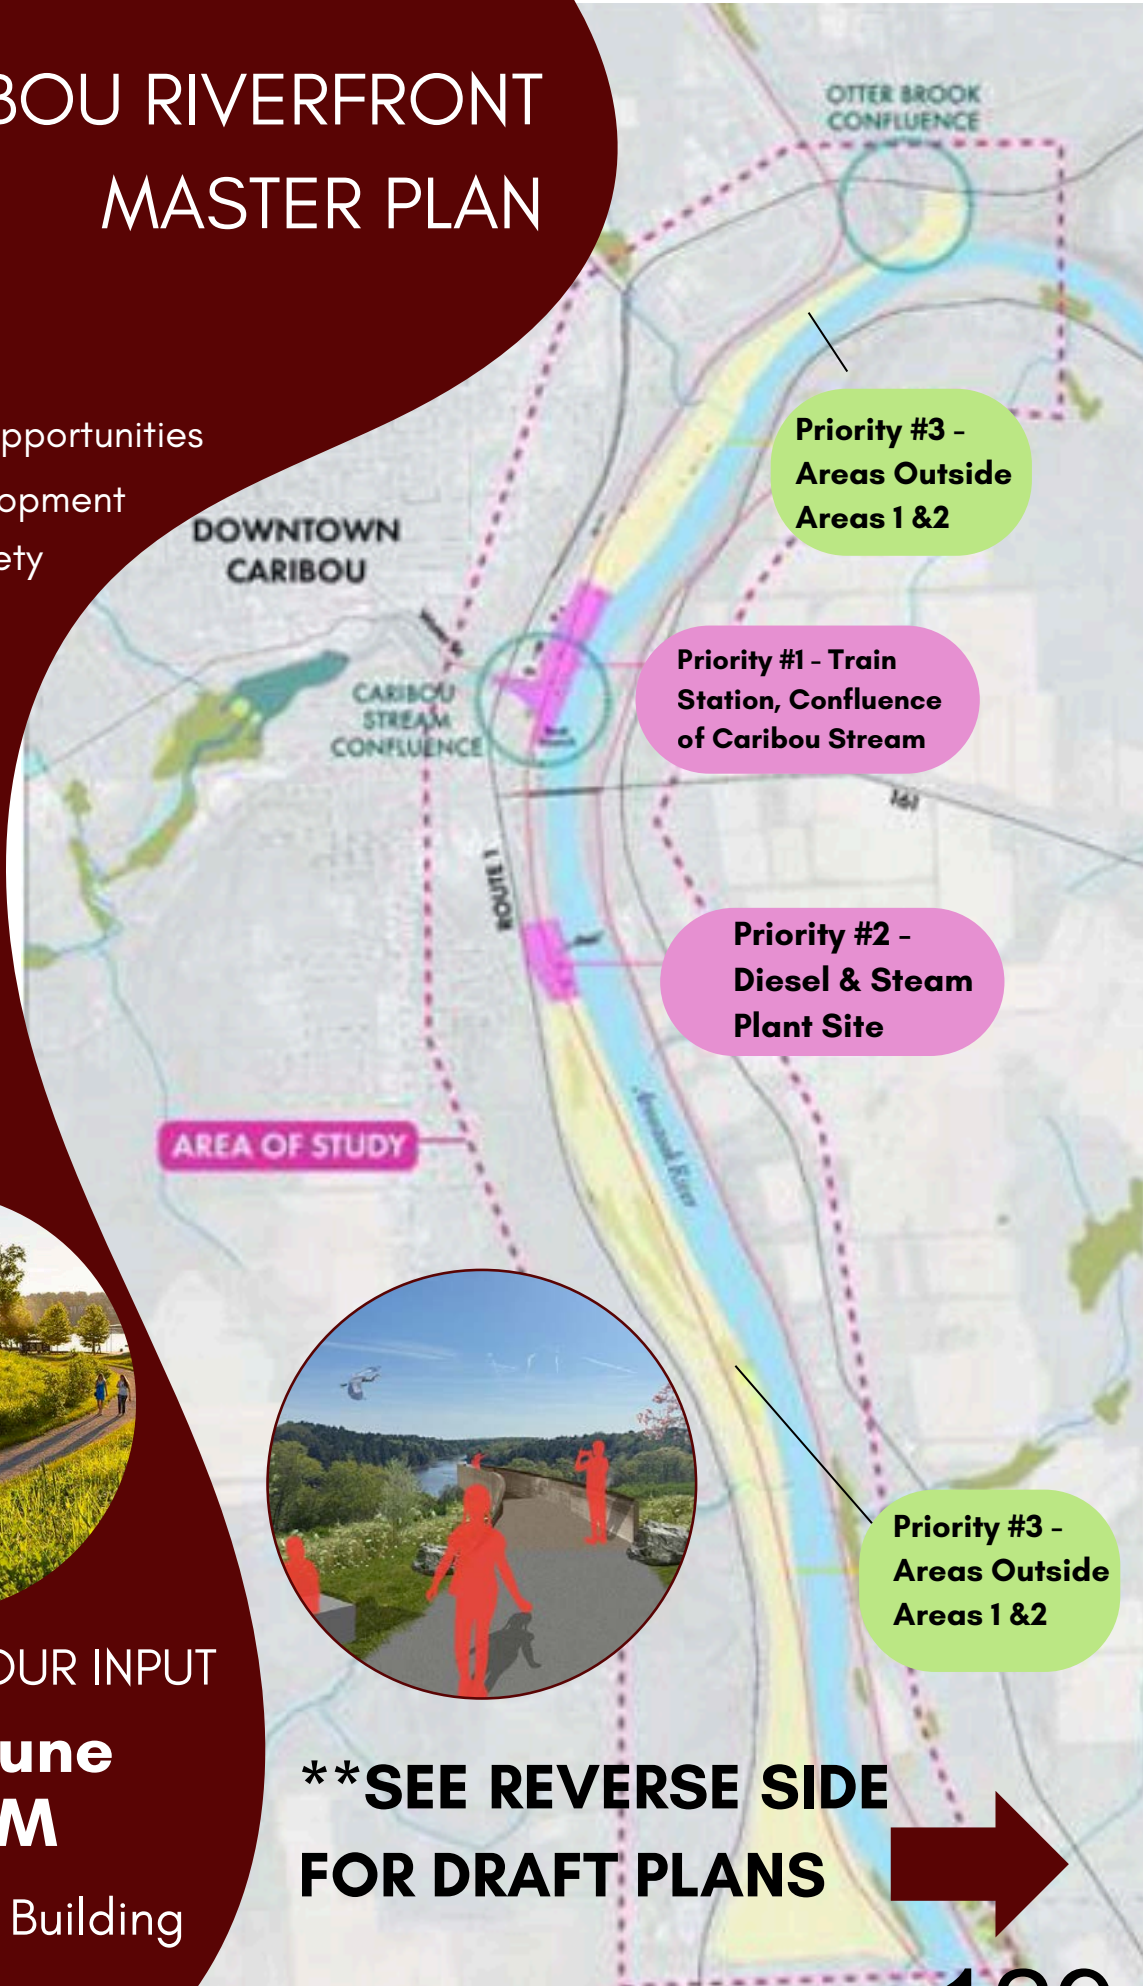 BOU RIVERFRONT
MASTER PLAN
pportunities
opment
ety
OTTER BROOK
CONFLUENCE
Priority #3 -
Areas Outside
Areas 1 &2
DOWNTOWN
CARIBOU
CARIBOU
STREAM
CONFLUENCE
Priority #1 - Train
Station, Confluence
of Caribou Stream
161
ROUTE 1
Priority #2 -
Diesel & Steam
Plant Site
Aroostook River
AREA OF STUDY
Priority #3 -
Areas Outside
Areas 1 &2
OUR INPUT
une
M
Building
**SEE REVERSE SIDE
FOR DRAFT PLANS